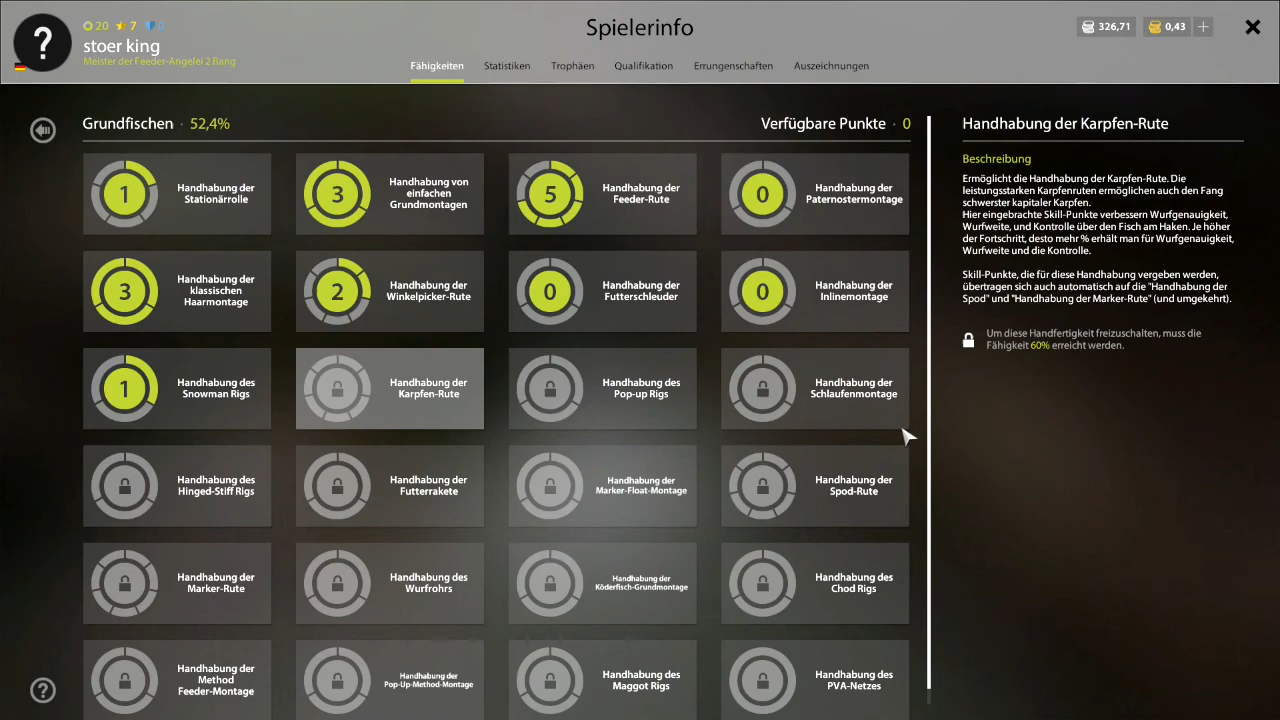 20 7 6
Spielerinfo
326,71
0,43
stoer king
Meister der Feeder-Angelei 2 Rang
Fähigkeiten
Statistiken
Trophäen
Qualifikation
Errungenschaften
Auszeichnungen
Grundfischen · 52,4%
Verfügbare Punkte · 0
1
Handhabung der
Stationärrolle
3
Handhabung von
einfachen
Grundmontagen
5
Handhabung der
Feeder-Rute
0
Handhabung der
Paternostermontage
3
Handhabung der
klassischen
Haarmontage
2
Handhabung der
Winkelpicker-Rute
0
Handhabung der
Futterschleuder
0
Handhabung der
Inlinemontage
1
Handhabung des
Snowman Rigs
Handhabung der
Karpfen-Rute
Handhabung des
Pop-up Rigs
Handhabung der
Schlaufenmontage
Handhabung des
Hinged-Stiff Rigs
Handhabung der
Futterrakete
Handhabung der
Marker-Float-Montage
Handhabung der
Spod-Rute
Handhabung der
Marker-Rute
Handhabung des
Wurfrohrs
Handhabung der
Köderfisch-Grundmontage
Handhabung des
Chod Rigs
Handhabung der
Method
Feeder-Montage
Handhabung der
Pop-Up-Method-Montage
Handhabung des
Maggot Rigs
Handhabung des
PVA-Netzes
Handhabung der Karpfen-Rute
Beschreibung
Ermöglicht die Handhabung der Karpfen-Rute. Die
leistungsstarken Karpfenruten ermöglichen auch den Fang
schwerster kapitaler Karpfen.
Hier eingebrachte Skill-Punkte verbessern Wurfgenauigkeit,
Wurfweite, und Kontrolle über den Fisch am Haken. Je höher
der Fortschritt, desto mehr % erhält man für Wurfgenauigkeit,
Wurfweite und die Kontrolle.
Skill-Punkte, die für diese Handhabung vergeben werden,
übertragen sich auch automatisch auf die "Handhabung der
Spod" und "Handhabung der Marker-Rute" (und umgekehrt).
Um diese Handfertigkeit freizuschalten, muss die
Fähigkeit 60% erreicht werden.